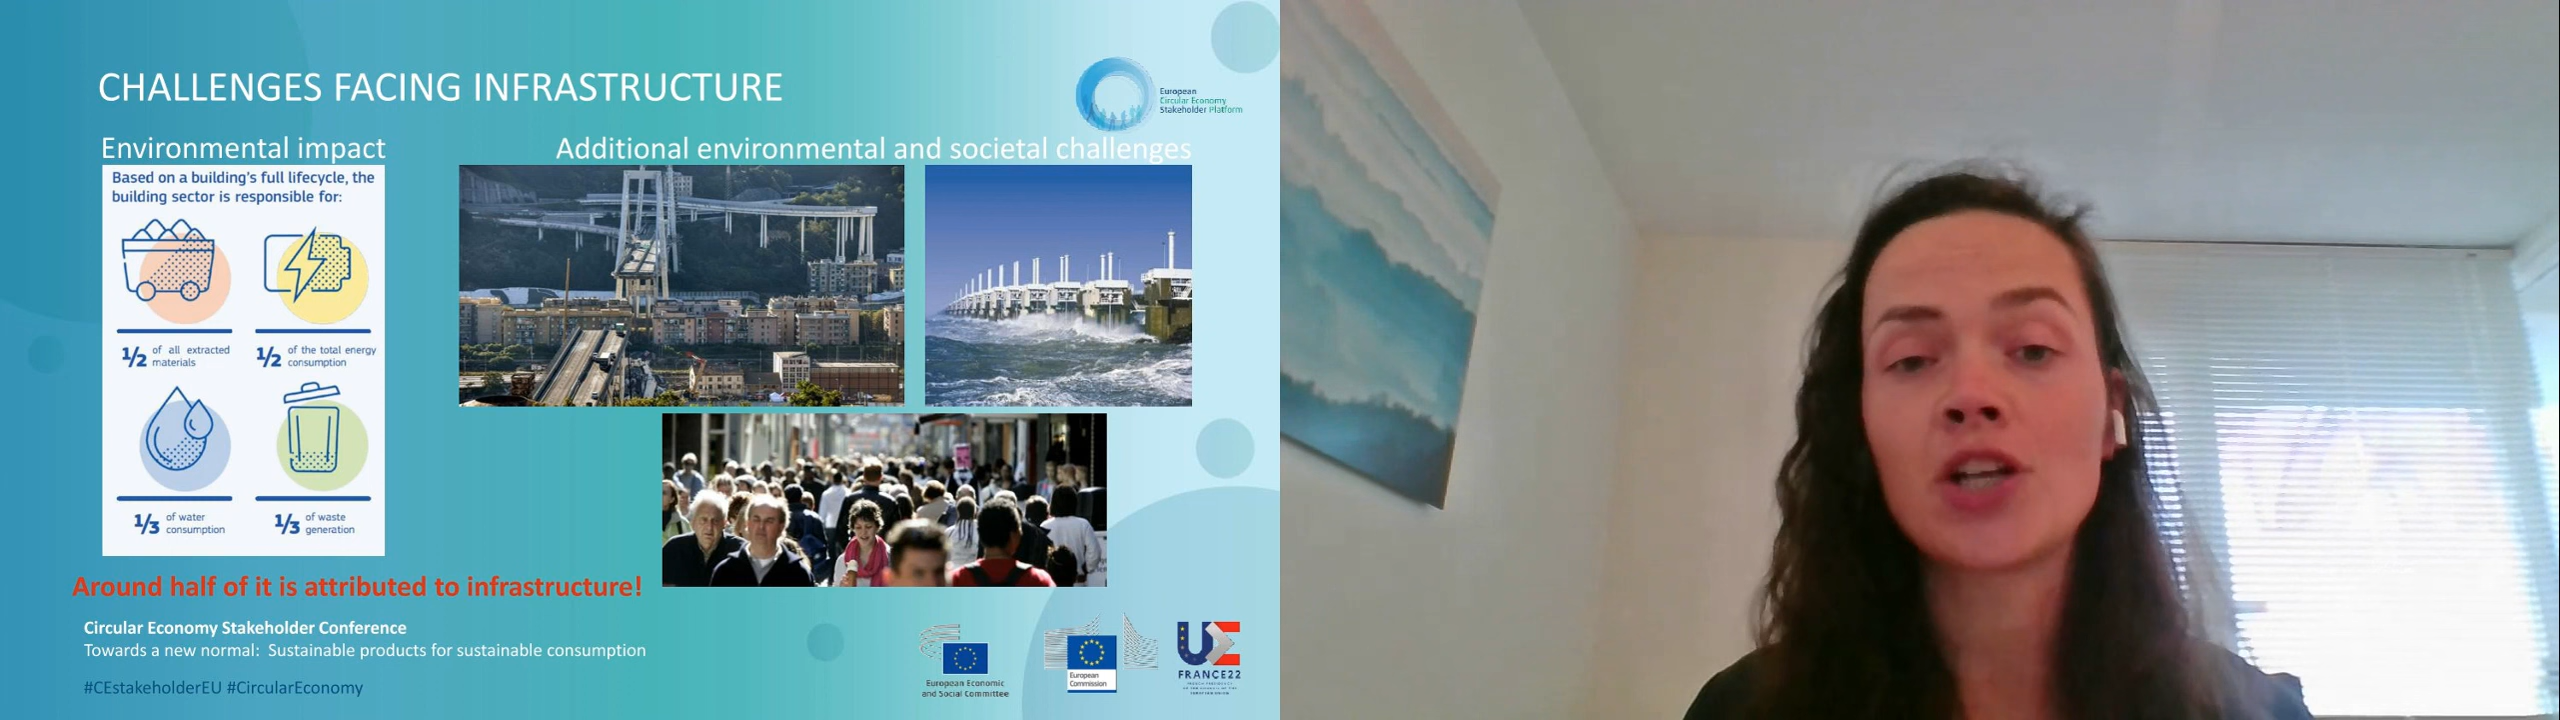 CHALLENGES FACING INFRASTRUCTURE
European
Circular Economy
Stakeholder Platform
Environmental impact
Additional environmental and societal challenges
Based on a building's full lifecycle, the
building sector is responsible for:
1/2 of all extracted
materials
1/2 of the total energy
consumption
1/3 of water
consumption
1/3 of waste
generation
Around half of it is attributed to infrastructure!
Circular Economy Stakeholder Conference
Towards a new normal: Sustainable products for sustainable consumption
#CEstakeholderEU #CircularEconomy
European Economic
and Social Committee
European
Commission
UE
FRANCE22